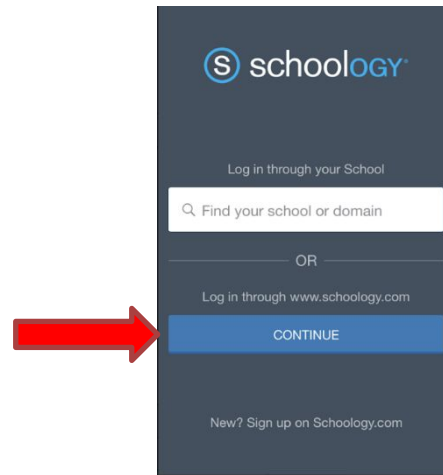 S schoology
Log in through your School
Find your school or domain
OR
Log in through www.schoology.com
CONTINUE
New? Sign up on Schoology.com